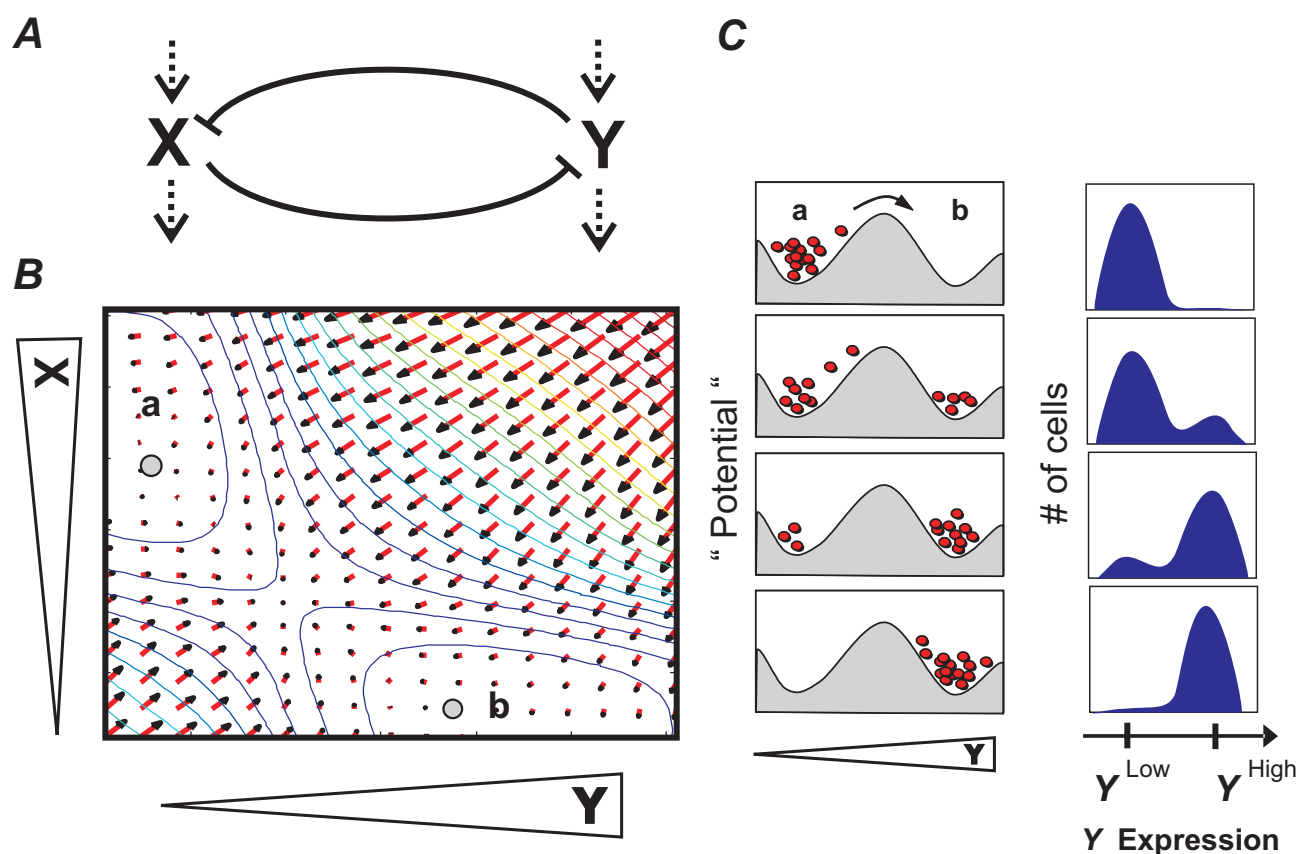 A
X
Y
B
X
a
b
Y
C
a
b
" Potential "
Y
# of cells
Y Low
Y High
Y Expression